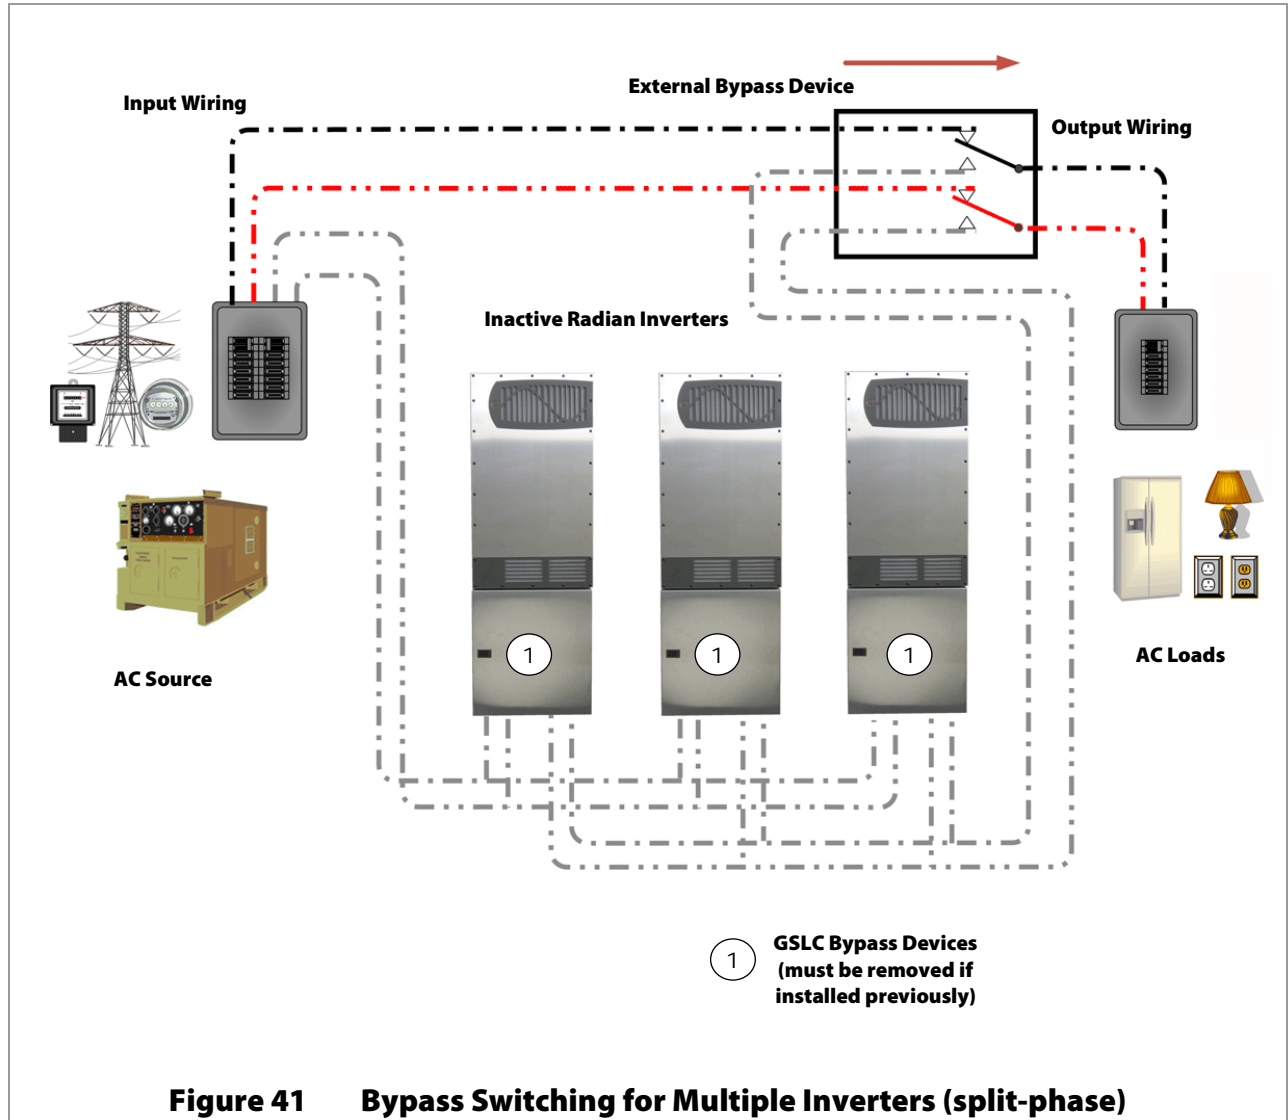 External Bypass Device
Input Wiring
Output Wiring
Inactive Radian Inverters
1
1
1
AC Source
AC Loads
1
GSLC Bypass Devices
(must be removed if
installed previously)
Figure 41 Bypass Switching for Multiple Inverters (split-phase)